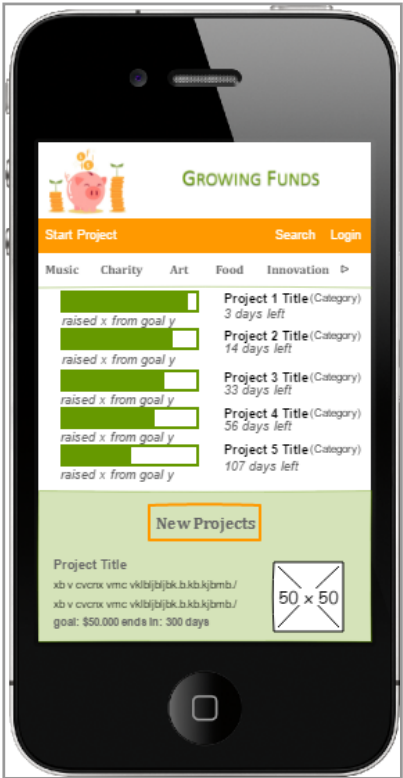 GROWING FUNDS
Start Project Search Login
Music Charity Art Food Innovation
Project 1 Title (Category)
3 days left
raised x from goal y
Project 2 Title (Category)
14 days left
raised x from goal y
Project 3 Title (Category)
33 days left
raised x from goal y
Project 4 Title (Category)
56 days left
raised x from goal y
Project 5 Title (Category)
107 days left
raised x from goal y
New Projects
Project Title
xb v cvcnx vmc vklbljbljbk.b.kb.kjbmb./
xb v cvcnx vmc vklbljbljbk.b.kb.kjbmb./
goal: $50.000 ends in: 300 days
50 x 50